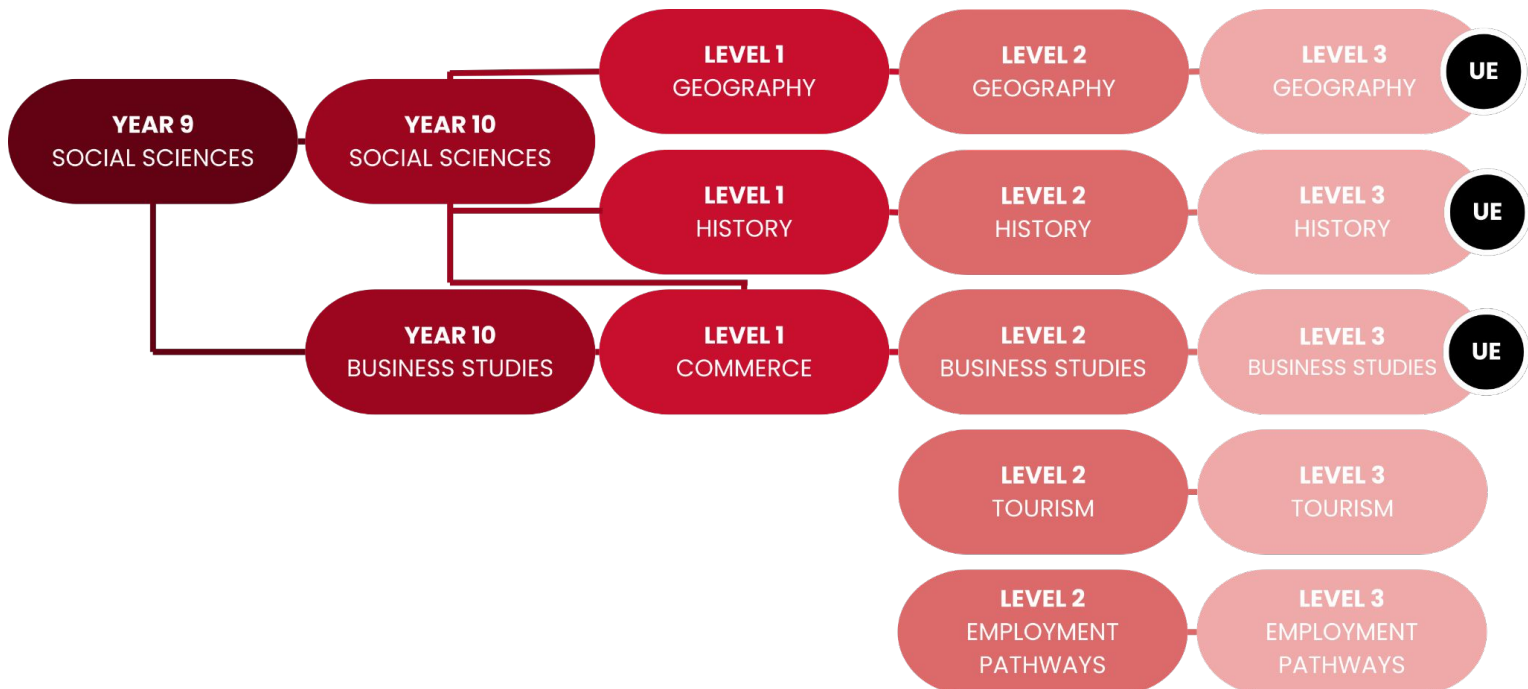 LEVEL 1
GEOGRAPHY
LEVEL 2
GEOGRAPHY
LEVEL 3
GEOGRAPHY
UE
YEAR 9
SOCIAL SCIENCES
YEAR 10
SOCIAL SCIENCES
LEVEL 1
HISTORY
LEVEL 2
HISTORY
LEVEL 3
HISTORY
UE
YEAR 10
BUSINESS STUDIES
LEVEL 1
COMMERCE
LEVEL 2
BUSINESS STUDIES
LEVEL 3
BUSINESS STUDIES
UE
LEVEL 2
TOURISM
LEVEL 3
TOURISM
LEVEL 2
EMPLOYMENT
PATHWAYS
LEVEL 3
EMPLOYMENT
PATHWAYS